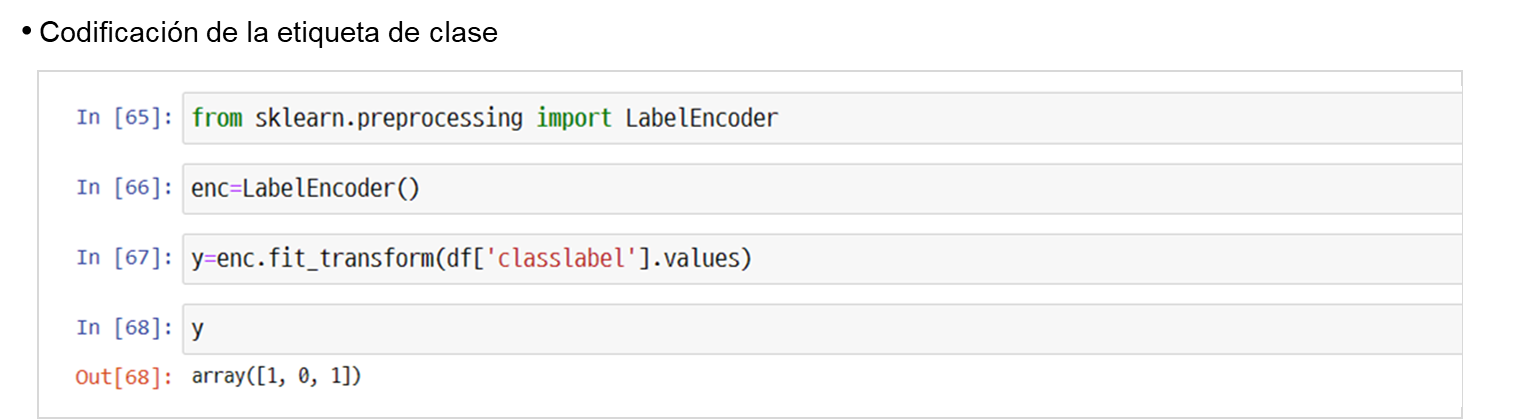 • Codificación de la etiqueta de clase
In [65]: from sklearn.preprocessing import LabelEncoder
In [66]: enc=LabelEncoder()
In [67]: y=enc.fit_transform(df['classlabel'].values)
In [68]: y
Out[68]: array([1, 0, 1])